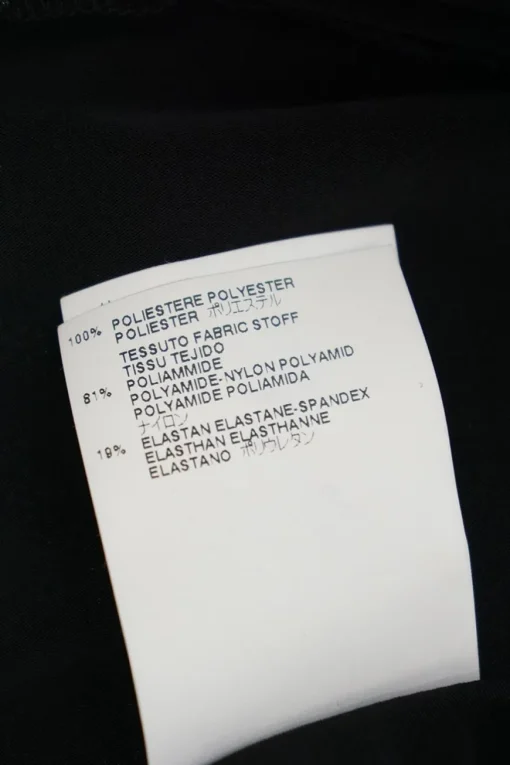 100% POLIESTERE POLYESTER
POLIESTER ポリエステル
TESSUTO FABRIC STOFF
TISSU TEJIDO
POLIAMMIDE
81% POLYAMIDE-NYLON POLYAMID
POLYAMIDE POLIAMIDA
ナイロン
19% ELASTAN ELASTANE-SPANDEX
ELASTHAN ELASTHANNE
ELASTANO ポリウレタン